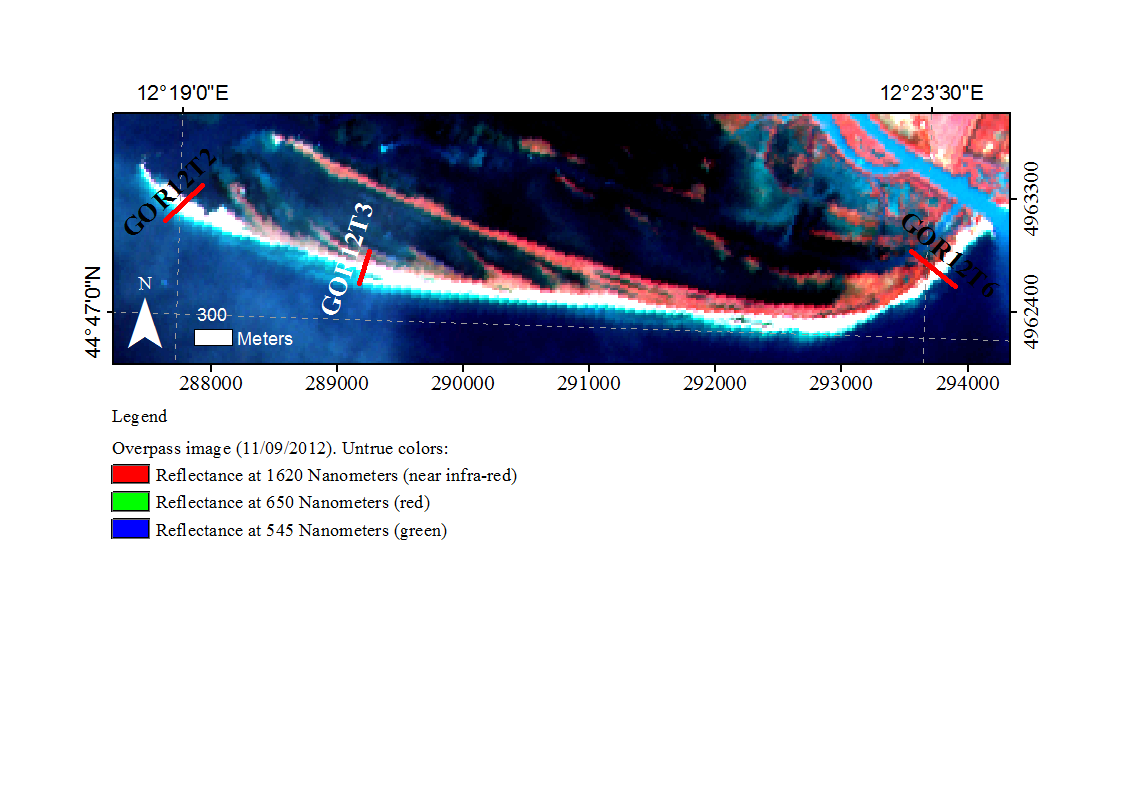 12°19'0"E
12°23'30"E
GOR12T2
GOR12T3
GOR12T6
4963300
4962400
44°47'0"N
N
300
Meters
288000
289000
290000
291000
292000
293000
294000
Legend
Overpass image (11/09/2012). Untrue colors:
Reflectance at 1620 Nanometers (near infra-red)
Reflectance at 650 Nanometers (red)
Reflectance at 545 Nanometers (green)